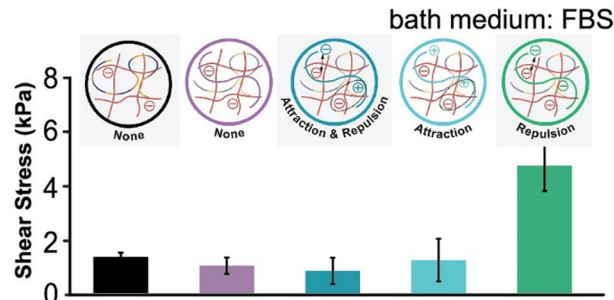 bath medium: FBS
None
None
Attraction & Repulsion
Attraction
Repulsion
Shear Stress (kPa)
8
6
4
2
0